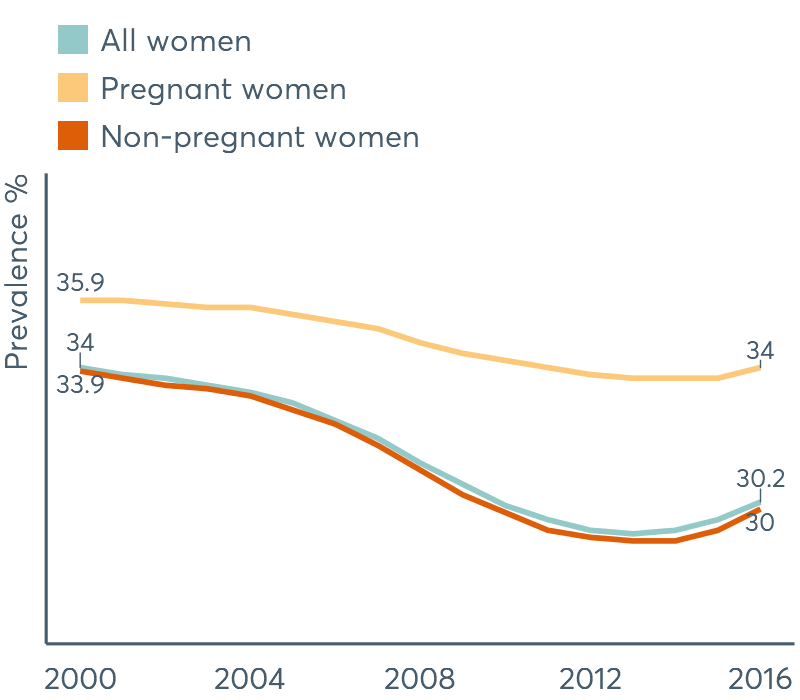 All women
Pregnant women
Non-pregnant women
Prevalence %
35.9
34
33.9
34
30.2
30
2000 2004 2008 2012 2016